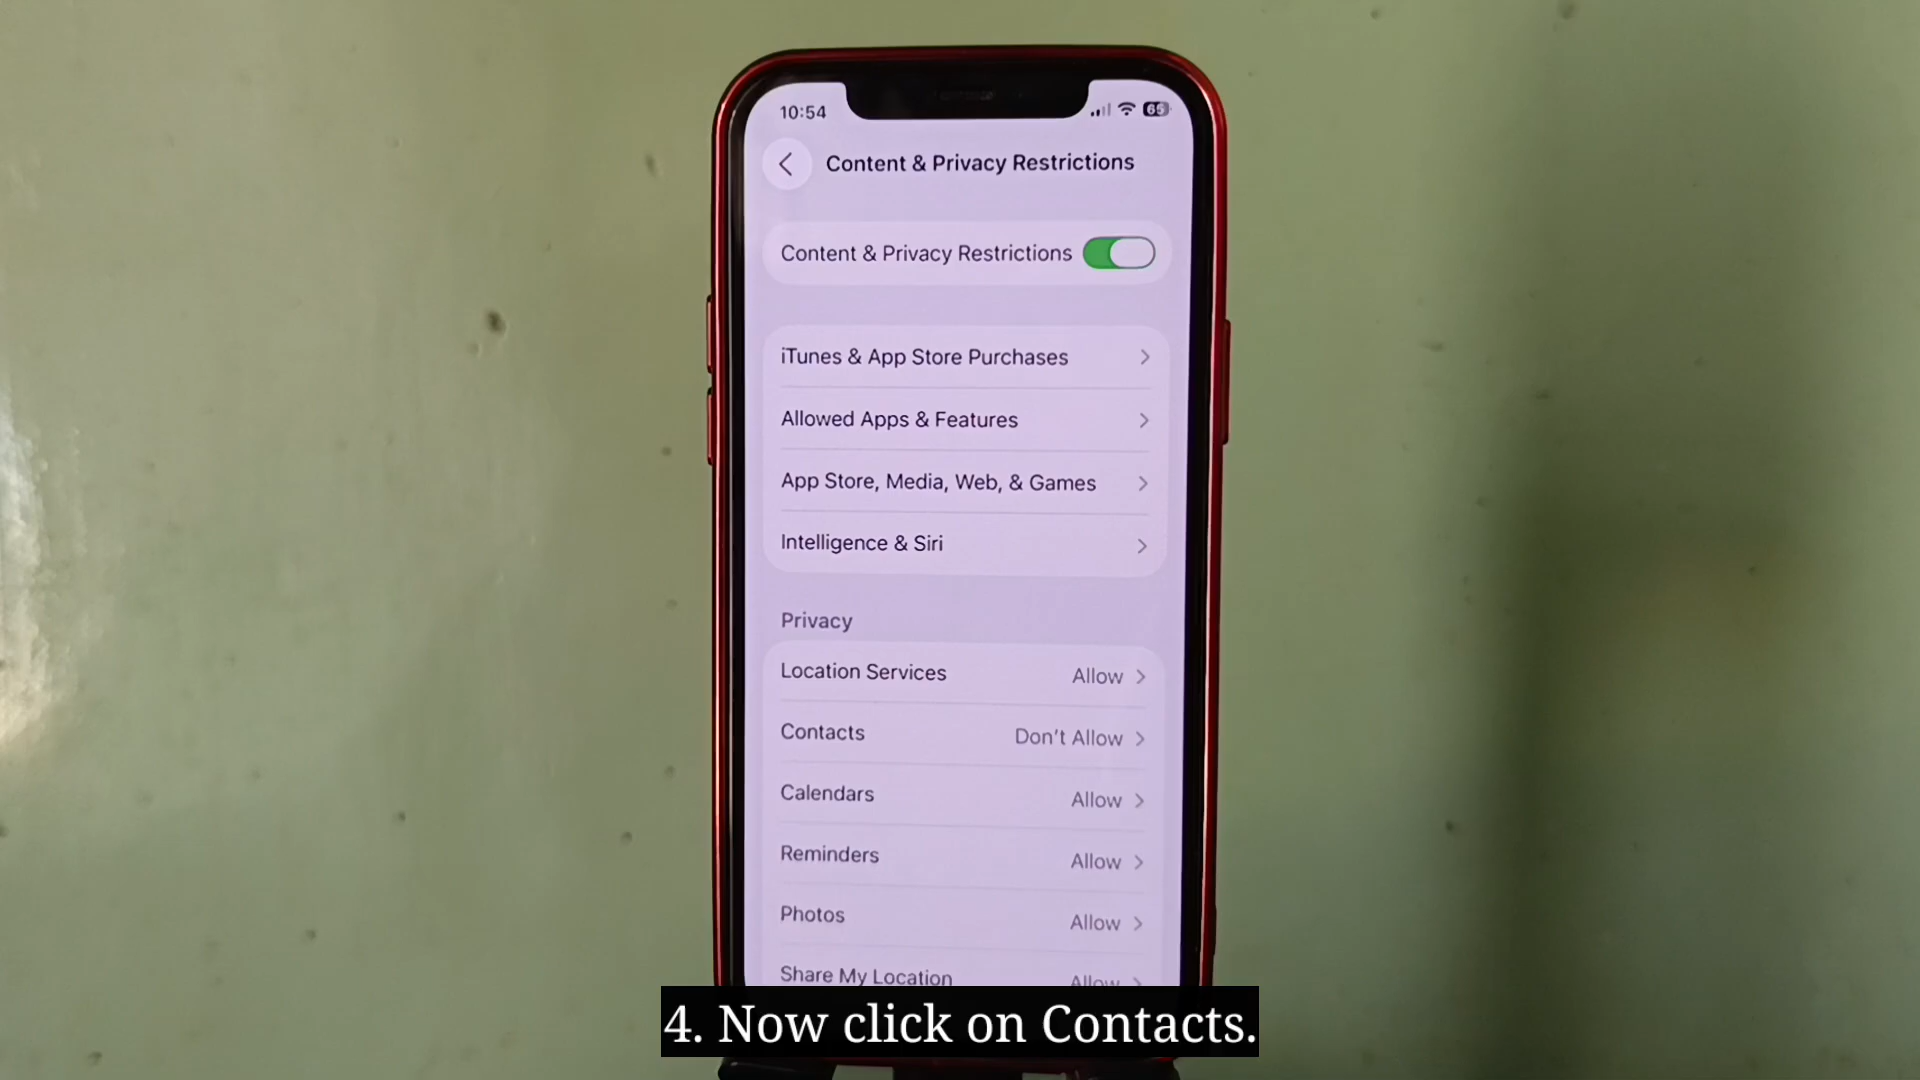 10:54
65
Content & Privacy Restrictions
Content & Privacy Restrictions
iTunes & App Store Purchases
Allowed Apps & Features
App Store, Media, Web, & Games
Intelligence & Siri
Privacy
Location Services Allow
Contacts Don't Allow
Calendars Allow
Reminders Allow
Photos Allow
Share My Location Allow
4. Now click on Contacts.